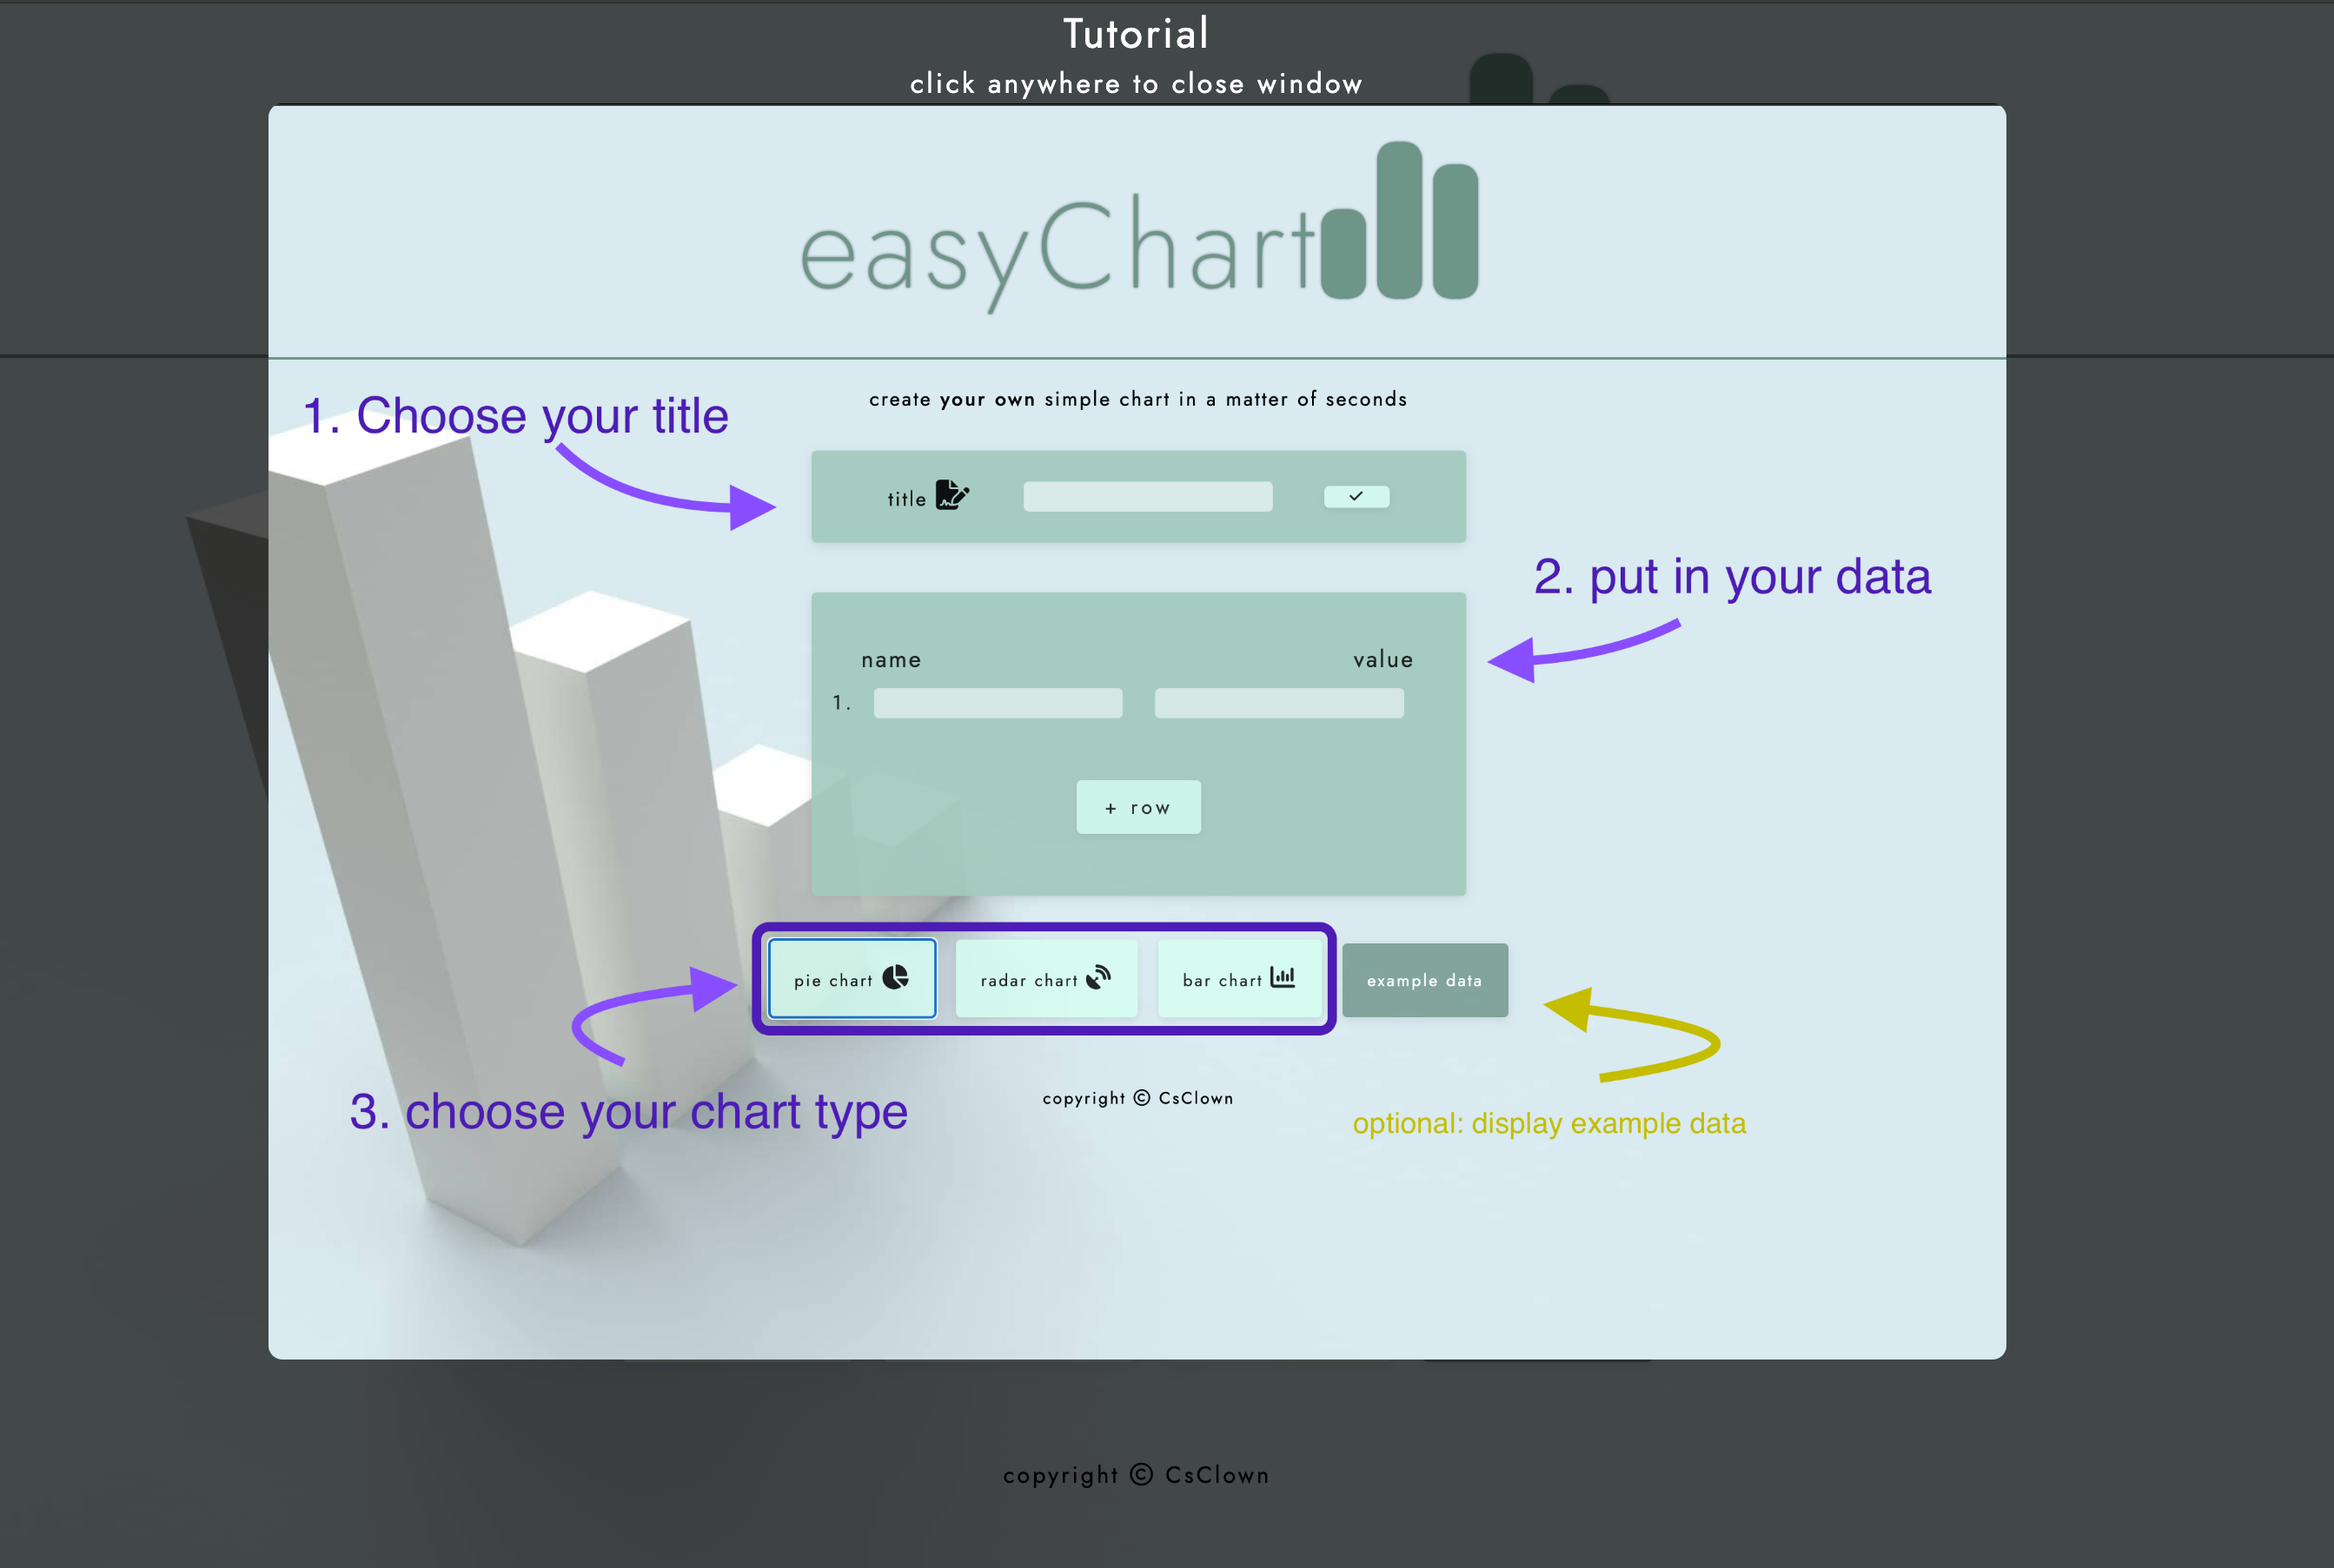 Tutorial
click anywhere to close window
easyChart
create your own simple chart in a matter of seconds
1. Choose your title
title
2. put in your data
name value
1.
+ row
pie chart radar chart bar chart example data
3. choose your chart type
copyright © CsClown
optional: display example data
copyright © CsClown